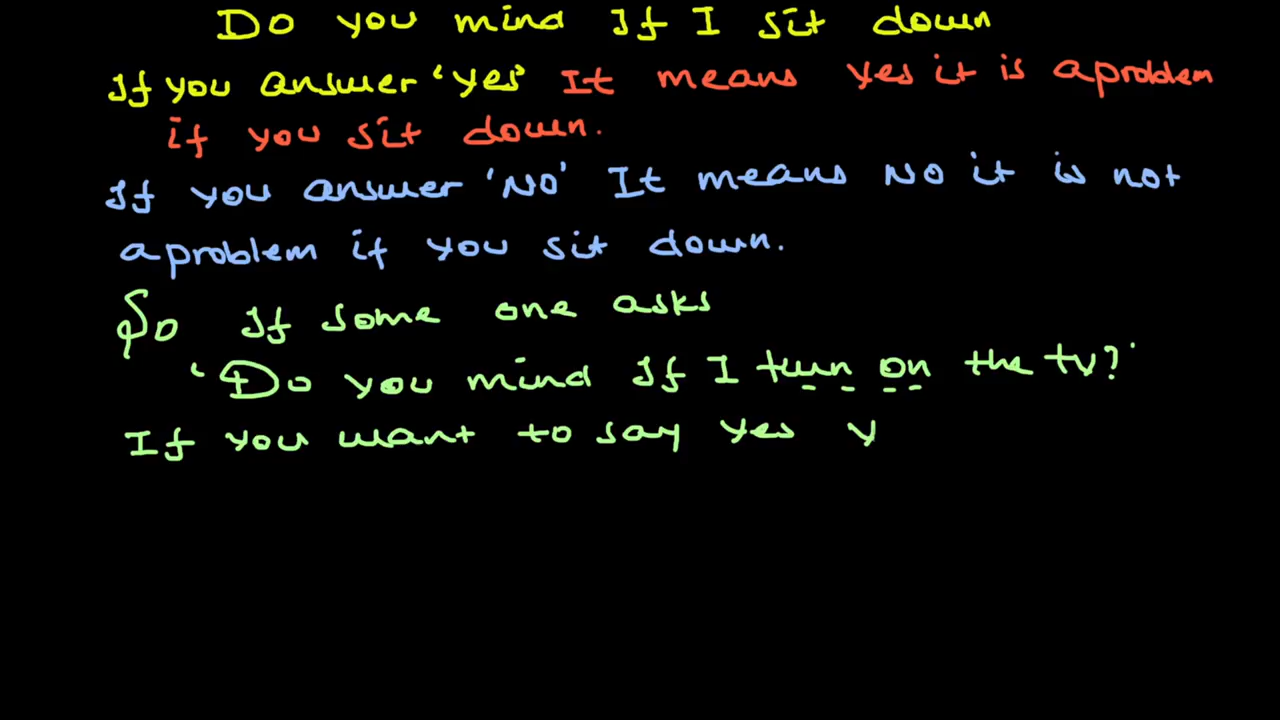 Do you mind If I sit down
If you answer 'yes' It means yes it is a problem
if you sit down.
If you answer 'NO' It means NO it is not
a problem if you sit down.
So If some one asks
'Do you mind If I turn on the tv?'
If you want to say yes y